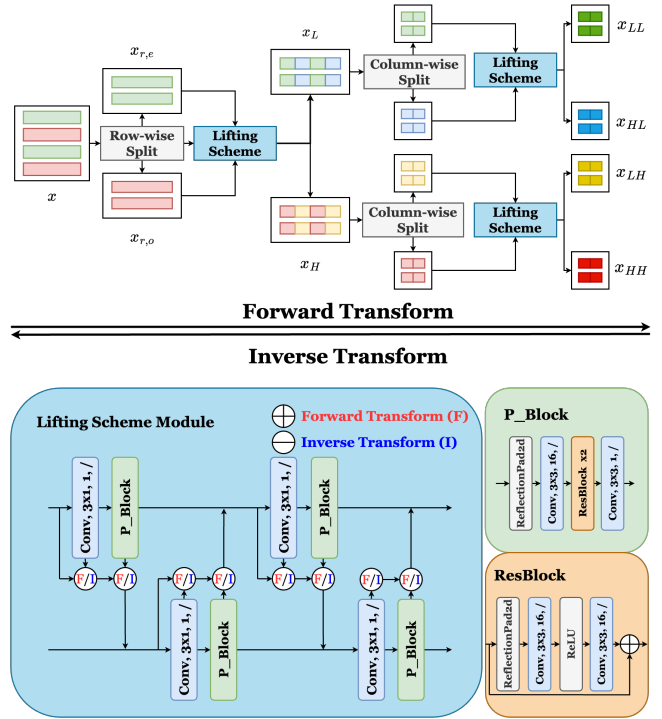 x_{r,e}
x_L
x_{LL}
Column-wise
Split
Lifting
Scheme
Row-wise
Split
Lifting
Scheme
x_{HL}
x
x_{r,o}
x_{LH}
Column-wise
Split
Lifting
Scheme
x_H
x_{HH}
Forward Transform
Inverse Transform
Lifting Scheme Module
Forward Transform (F)
Inverse Transform (I)
Conv, 3x1, 1, /
P_Block
F/I
F/I
Conv, 3x1, 1, /
P_Block
F/I
F/I
Conv, 3x1, 1, /
P_Block
F/I
F/I
Conv, 3x1, 1, /
P_Block
F/I
F/I
P_Block
ReflectionPad2d
Conv, 3x3, 16, /
ResBlock x2
Conv, 3x3, 1, /
ResBlock
ReflectionPad2d
Conv, 3x3, 16, /
ReLU
Conv, 3x3, 16, /